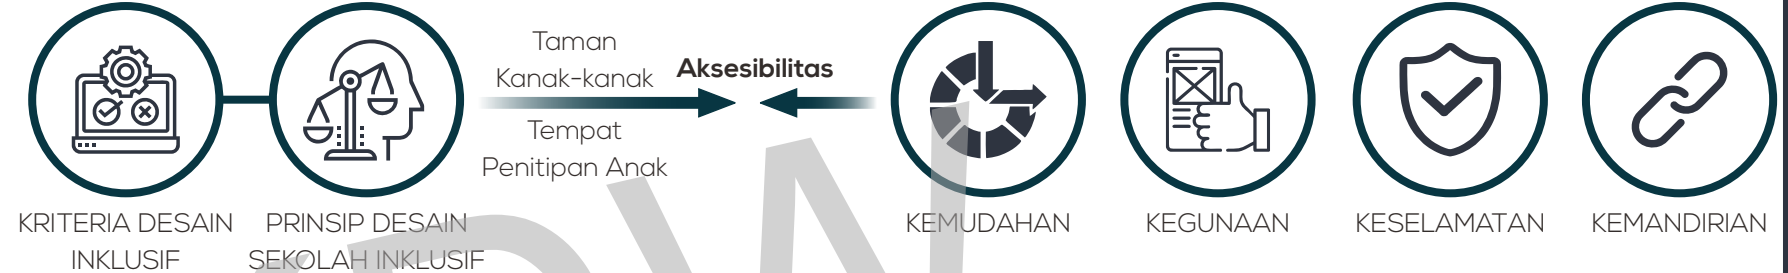 KRITERIA DESAIN
INKLUSIF
PRINSIP DESAIN
SEKOLAH INKLUSIF
Taman
Kanak-kanak
Tempat
Penitipan Anak
Aksesibilitas
KEMUDAHAN
KEGUNAAN
KESELAMATAN
KEMANDIRIAN